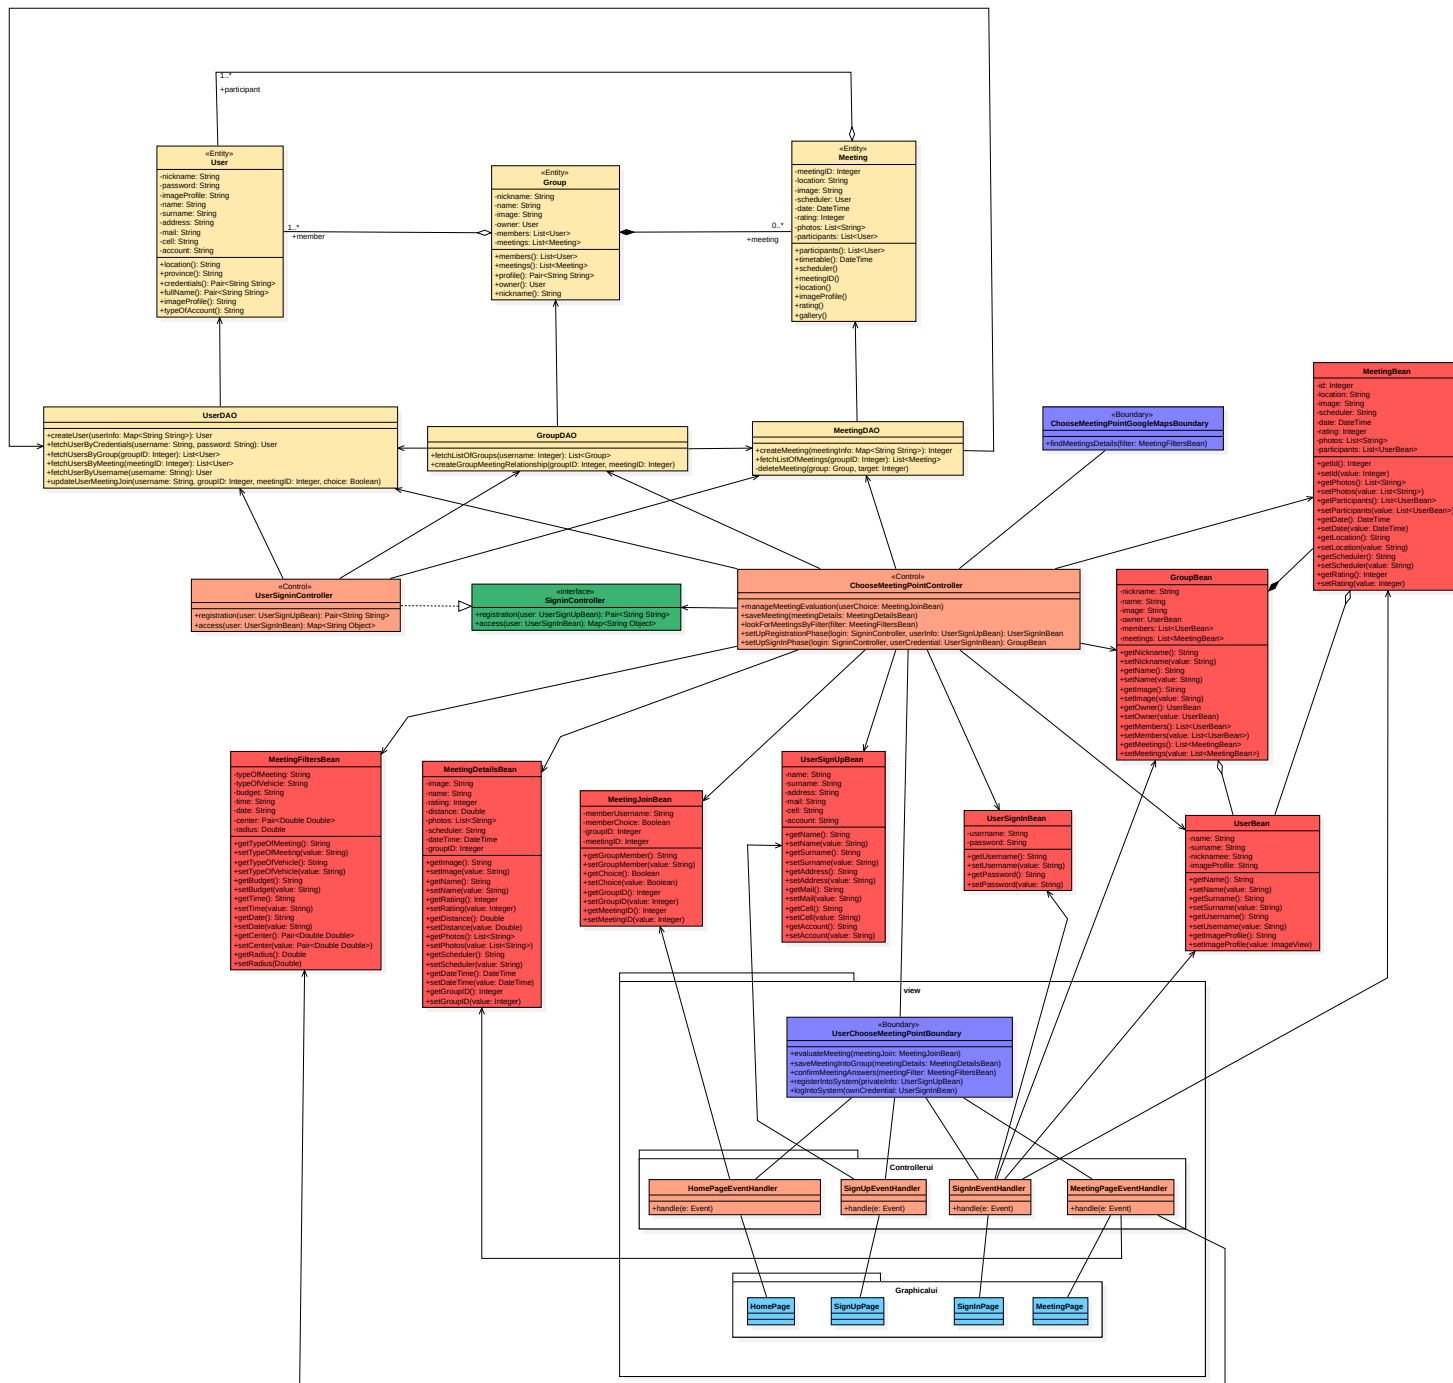 1..*
+participant
«Entity»
User
-nickname: String
-password: String
-imageProfile: String
-name: String
-surname: String
-address: String
-mail: String
-cell: String
-account: String
+location(): String
+province(): String
+credentials(): Pair<String String>
+fullName(): Pair<String String>
+imageProfile(): String
+typeOfAccount(): String
1..*
+member
«Entity»
Group
-nickname: String
-name: String
-image: String
-owner: User
-members: List<User>
-meetings: List<Meeting>
+members(): List<User>
+meetings(): List<Meeting>
+profile(): Pair<String String>
+owner(): User
+nickname(): String
0..*
+meeting
«Entity»
Meeting
-meetingID: Integer
-location: String
-image: String
-scheduler: User
-date: DateTime
-rating: Integer
-photos: List<String>
-participants: List<User>
+participants(): List<User>
+timetable(): DateTime
+scheduler()
+meetingID()
+location()
+imageProfile()
+rating()
+gallery()
UserDAO
+createUser(userInfo: Map<String String>): User
+fetchUserByCredentials(username: String, password: String): User
+fetchUsersByGroup(groupID: Integer): List<User>
+fetchUsersByMeeting(meetingID: Integer): List<User>
+fetchUserByUsername(username: String): User
+updateUserMeetingJoin(username: String, groupID: Integer, meetingID: Integer, choice: Boolean)
GroupDAO
+fetchListOfGroups(username: Integer): List<Group>
+createGroupMeetingRelationship(groupID: Integer, meetingID: Integer)
MeetingDAO
+createMeeting(meetingInfo: Map<String String>): Integer
+fetchListOfMeetings(groupID: Integer): List<Meeting>
-deleteMeeting(group: Group, target: Integer)
«Boundary»
ChooseMeetingPointGoogleMapsBoundary
+findMeetingsDetails(filter: MeetingFiltersBean)
MeetingBean
-id: Integer
-location: String
-image: String
-scheduler: String
-date: DateTime
-rating: Integer
-photos: List<String>
-participants: List<UserBean>
+getId(): Integer
+setId(value: Integer)
+getPhotos(): List<String>
+setPhotos(value: List<String>)
+getParticipants(): List<UserBean>
+setParticipants(value: List<UserBean>)
+getDate(): DateTime
+setDate(value: DateTime)
+getLocation(): String
+setLocation(value: String)
+getScheduler(): String
+setScheduler(value: String)
+getRating(): Integer
+setRating(value: Integer)
«Control»
UserSigninController
+registration(user: UserSignUpBean): Pair<String String>
+access(user: UserSignInBean): Map<String Object>
«interface»
SigninController
+registration(user: UserSignUpBean): Pair<String String>
+access(user: UserSignInBean): Map<String Object>
«Control»
ChooseMeetingPointController
+manageMeetingEvaluation(userChoice: MeetingJoinBean)
+saveMeeting(meetingDetails: MeetingDetailsBean)
+lookForMeetingsByFilter(filter: MeetingFiltersBean)
+setUpRegistrationPhase(login: SigninController, userInfo: UserSignUpBean): UserSignInBean
+setUpSignInPhase(login: SigninController, userCredential: UserSignInBean): GroupBean
GroupBean
-nickname: String
-name: String
-image: String
-owner: UserBean
-members: List<UserBean>
-meetings: List<MeetingBean>
+getNickname(): String
+setNickname(value: String)
+getName(): String
+setName(value: String)
+getImage(): String
+setImage(value: String)
+getOwner(): UserBean
+setOwner(value: UserBean)
+getMembers(): List<UserBean>
+setMembers(value: List<UserBean>)
+getMeetings(): List<MeetingBean>
+setMeetings(value: List<MeetingBean>)
MeetingFiltersBean
-typeOfMeeting: String
-typeOfVehicle: String
-budget: String
-time: String
-date: String
-center: Pair<Double Double>
-radius: Double
+getTypeOfMeeting(): String
+setTypeOfMeeting(value: String)
+getTypeOfVehicle(): String
+setTypeOfVehicle(value: String)
+getBudget(): String
+setBudget(value: String)
+getTime(): String
+setTime(value: String)
+getDate(): String
+setDate(value: String)
+getCenter(): Pair<Double Double>
+setCenter(value: Pair<Double Double>)
+getRadius(): Double
+setRadius(Double)
MeetingDetailsBean
-image: String
-name: String
-ratiing: Integer
-distance: Double
-photos: List<String>
-scheduler: String
-dateTime: DateTime
-groupID: Integer
+getImage(): String
+setImage(value: String)
+getName(): String
+setName(value: String)
+getRatiing(): Integer
+setRatiing(value: Integer)
+getDistance(): Double
+setDistance(value: Double)
+getPhotos(): List<String>
+setPhotos(value: List<String>)
+getScheduler(): String
+setScheduler(value: String)
+getDateTime(): DateTime
+setDateTime(value: DateTime)
+getGroupID(): Integer
+setGroupID(value: Integer)
MeetingJoinBean
-memberUsername: String
-memberChoice: Boolean
-groupID: Integer
-meetingID: Integer
+getGroupMember(): String
+setGroupMember(value: String)
+getChoice(): Boolean
+setChoice(value: Boolean)
+getGroupID(): Integer
+setGroupID(value: Integer)
+getMeetingID(): Integer
+setMeetingID(value: Integer)
UserSignUpBean
-name: String
-surname: String
-address: String
-mail: String
-cell: String
-account: String
+getName(): String
+setName(value: String)
+getSurname(): String
+setSurname(value: String)
+getAddress(): String
+setAddress(value: String)
+getMail(): String
+setMail(value: String)
+getCell(): String
+setCell(value: String)
+getAccount(): String
+setAccount(value: String)
UserSignInBean
-username: String
-password: String
+getUsername(): String
+setUsername(value: String)
+getPassword(): String
+setPassword(value: String)
UserBean
-name: String
-surname: String
-nicknamee: String
-imageProfile: String
+getName(): String
+setName(value: String)
+getSurname(): String
+setSurname(value: String)
+getUsername(): String
+setUsername(value: String)
+getImageProfile(): String
+setImageProfile(value: ImageView)
view
«Boundary»
UserChooseMeetingPointBoundary
+evaluateMeeting(meetingJoin: MeetingJoinBean)
+saveMeetingIntoGroup(meetingDetails: MeetingDetailsBean)
+confirmMeetingAnswers(meetingFilter: MeetingFiltersBean)
+registerIntoSystem(privateInfo: UserSignUpBean)
+logIntoSystem(ownCredential: UserSignInBean)
Controllerui
HomePageEventHandler
+handle(e: Event)
SignUpEventHandler
+handle(e: Event)
SignInEventHandler
+handle(e: Event)
MeetingPageEventHandler
+handle(e: Event)
Graphicalui
HomePage
SignUpPage
SignInPage
MeetingPage